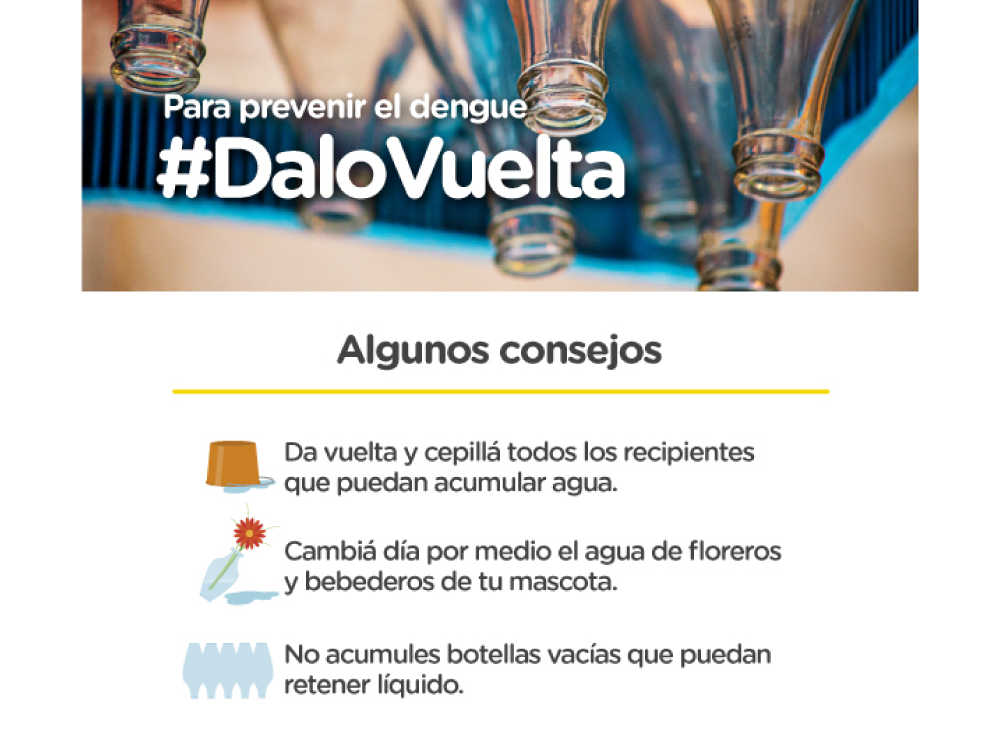 Para prevenir el dengue
#DaloVuelta
Algunos consejos
Da vuelta y cepillá todos los recipientes
que puedan acumular agua.
Cambiá día por medio el agua de floreros
y bebederos de tu mascota.
No acumules botellas vacías que puedan
retener líquido.